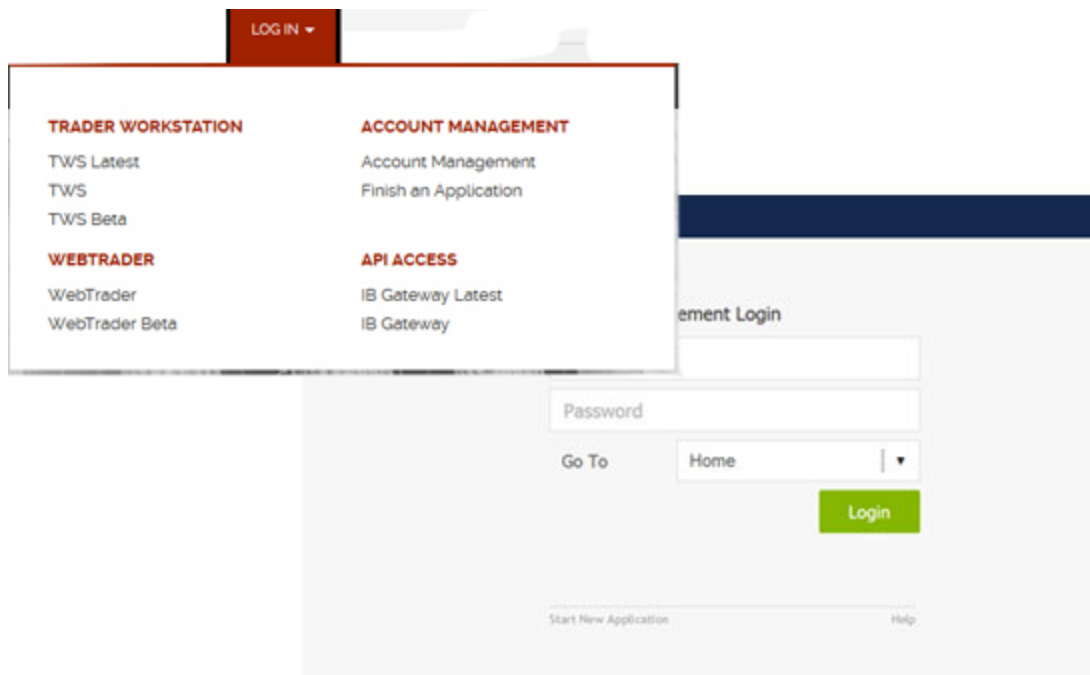 LOG IN
TRADER WORKSTATION
TWS Latest
TWS
TWS Beta
WEBTRADER
WebTrader
WebTrader Beta
ACCOUNT MANAGEMENT
Account Management
Finish an Application
API ACCESS
IB Gateway Latest
IB Gateway
ement Login
Password
Go To Home
Login
Start New Application Help